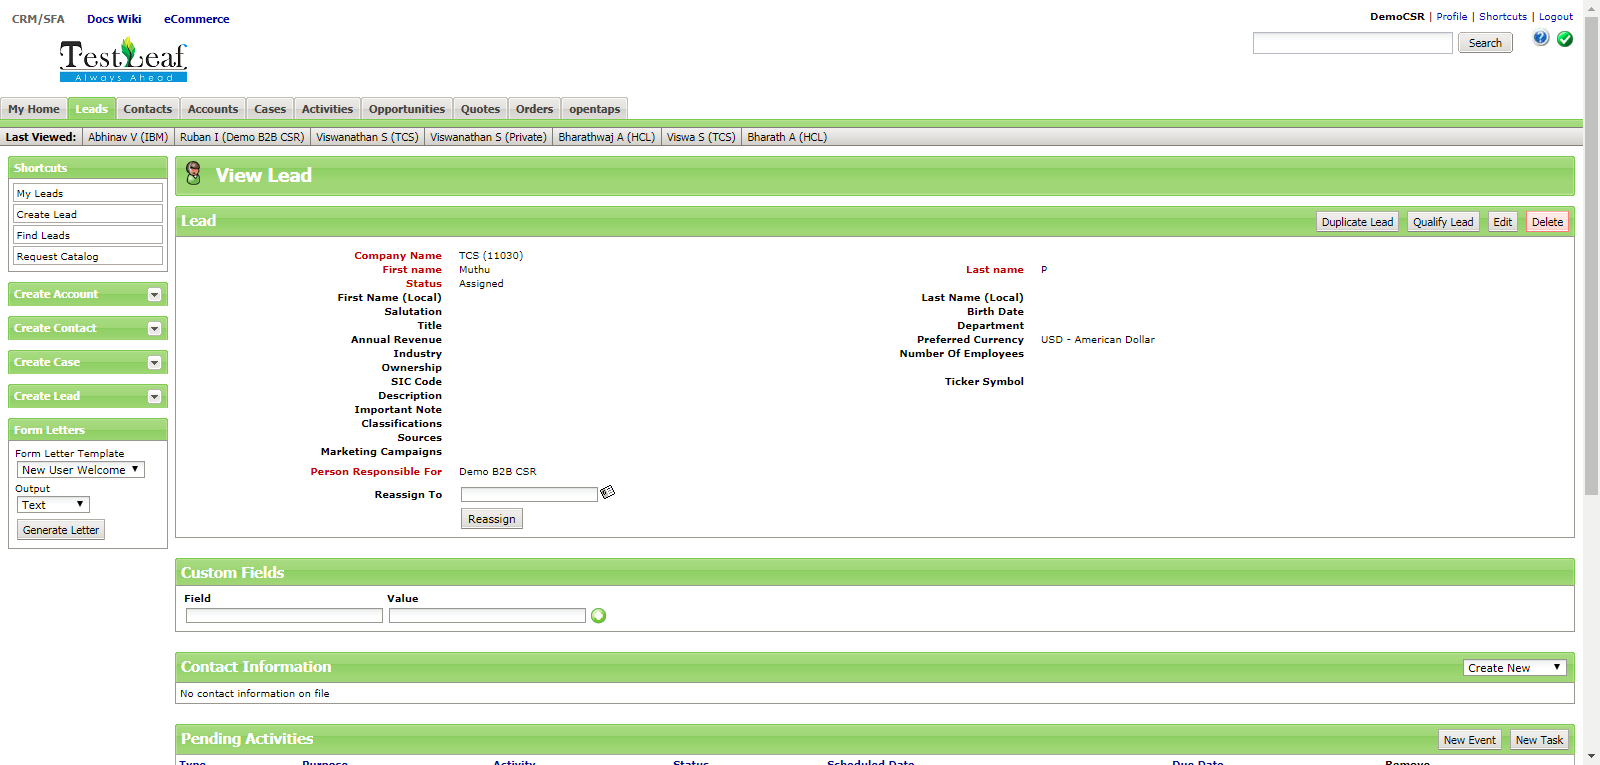 CRM/SFA Docs Wiki eCommerce
DemoCSR | Profile | Shortcuts | Logout
TestLeaf
Always Ahead
Search
My Home Leads Contacts Accounts Cases Activities Opportunities Quotes Orders opentaps
Last Viewed: Abhinav V (IBM) Ruban I (Demo B2B CSR) Viswanathan S (TCS) Viswanathan S (Private) Bharathwaj A (HCL) Viswa S (TCS) Bharath A (HCL)
Shortcuts
My Leads
Create Lead
Find Leads
Request Catalog
Create Account
Create Contact
Create Case
Create Lead
Form Letters
Form Letter Template
New User Welcome
Output
Text
Generate Letter
View Lead
Lead Duplicate Lead Qualify Lead Edit Delete
Company Name TCS (11030)
First name Muthu Last name P
Status Assigned
First Name (Local) Last Name (Local)
Salutation Birth Date
Title Department
Annual Revenue Preferred Currency USD - American Dollar
Industry Number Of Employees
Ownership
SIC Code Ticker Symbol
Description
Important Note
Classifications
Sources
Marketing Campaigns
Person Responsible For Demo B2B CSR
Reassign To
Reassign
Custom Fields
Field Value
Contact Information Create New
No contact information on file
Pending Activities New Event New Task
Type Purpose Activity Status Scheduled Date Due Date Remove